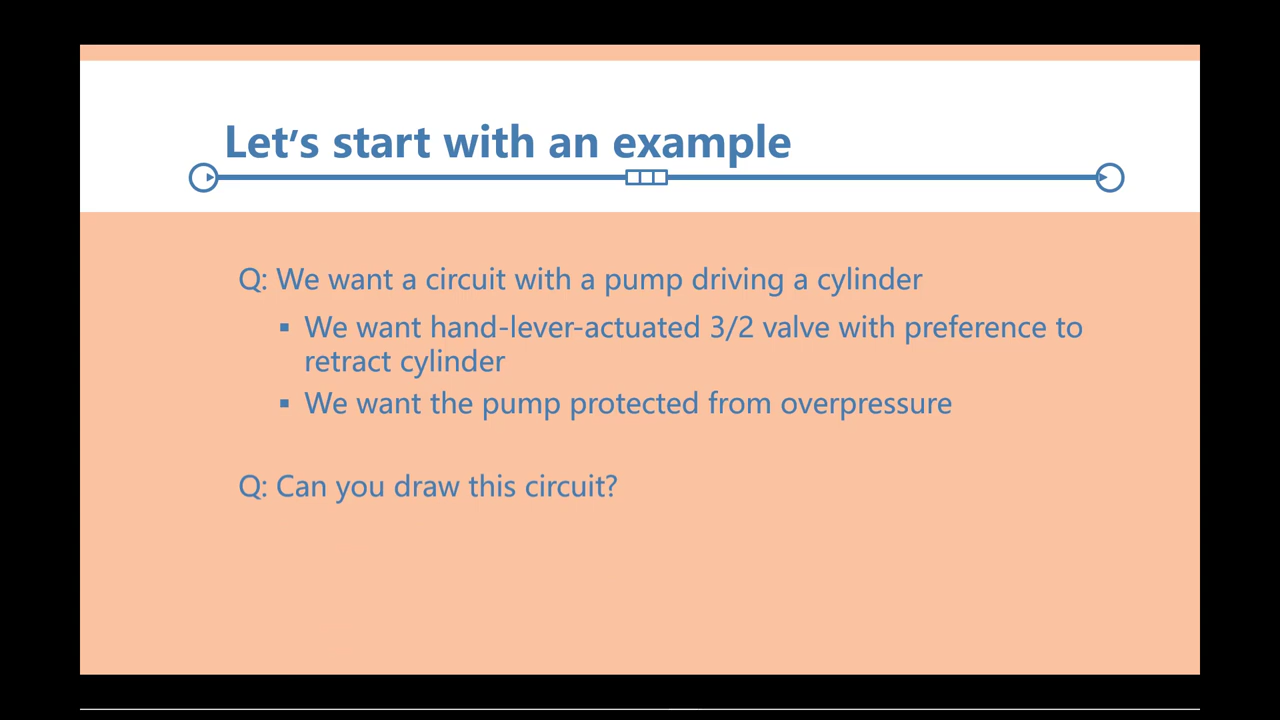 Let's start with an example
Q: We want a circuit with a pump driving a cylinder
▪ We want hand-lever-actuated 3/2 valve with preference to
retract cylinder
▪ We want the pump protected from overpressure
Q: Can you draw this circuit?